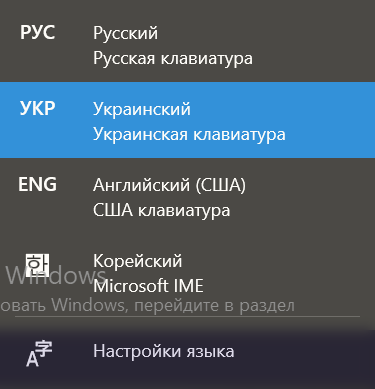 РУС Русский
Русская клавиатура
УКР Украинский
Украинская клавиатура
ENG Английский (США)
США клавиатура
한 Корейский
Microsoft IME
Windows
овать Windows, перейдите в раздел
A字 Настройки языка